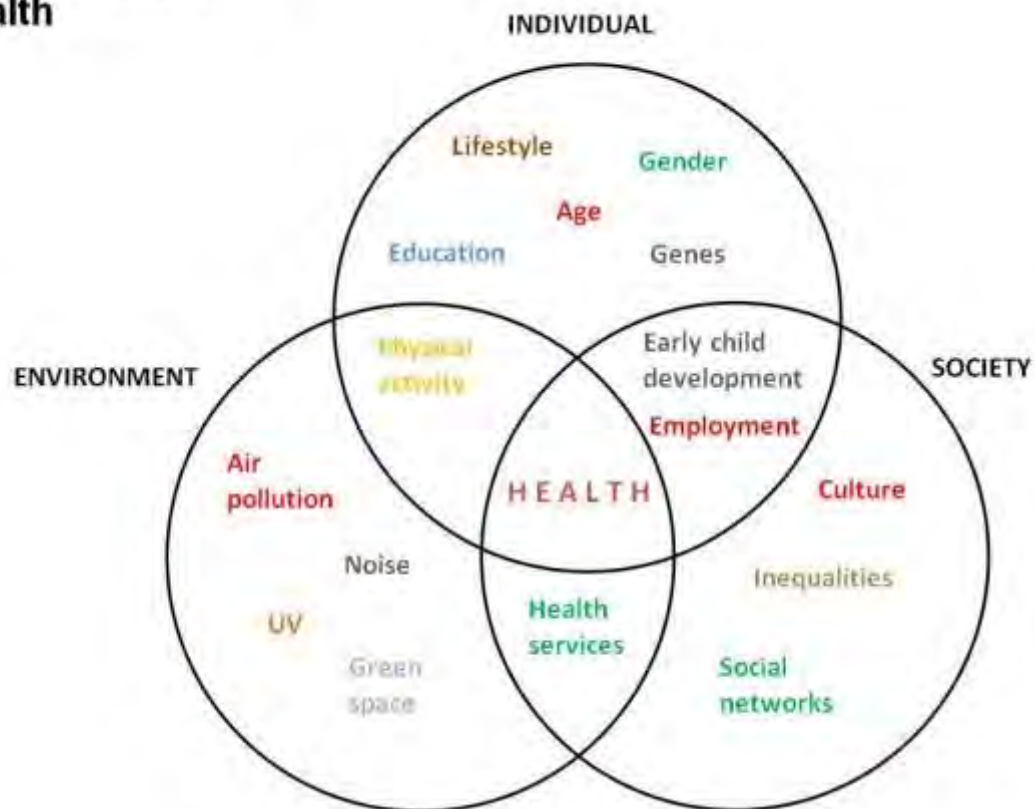 alth
INDIVIDUAL
Lifestyle
Gender
Age
Education
Genes
Physical
activity
Early child
development
Employment
ENVIRONMENT
SOCIETY
Air
pollution
HEALTH
Culture
Noise
Inequalities
UV
Health
services
Green
space
Social
networks